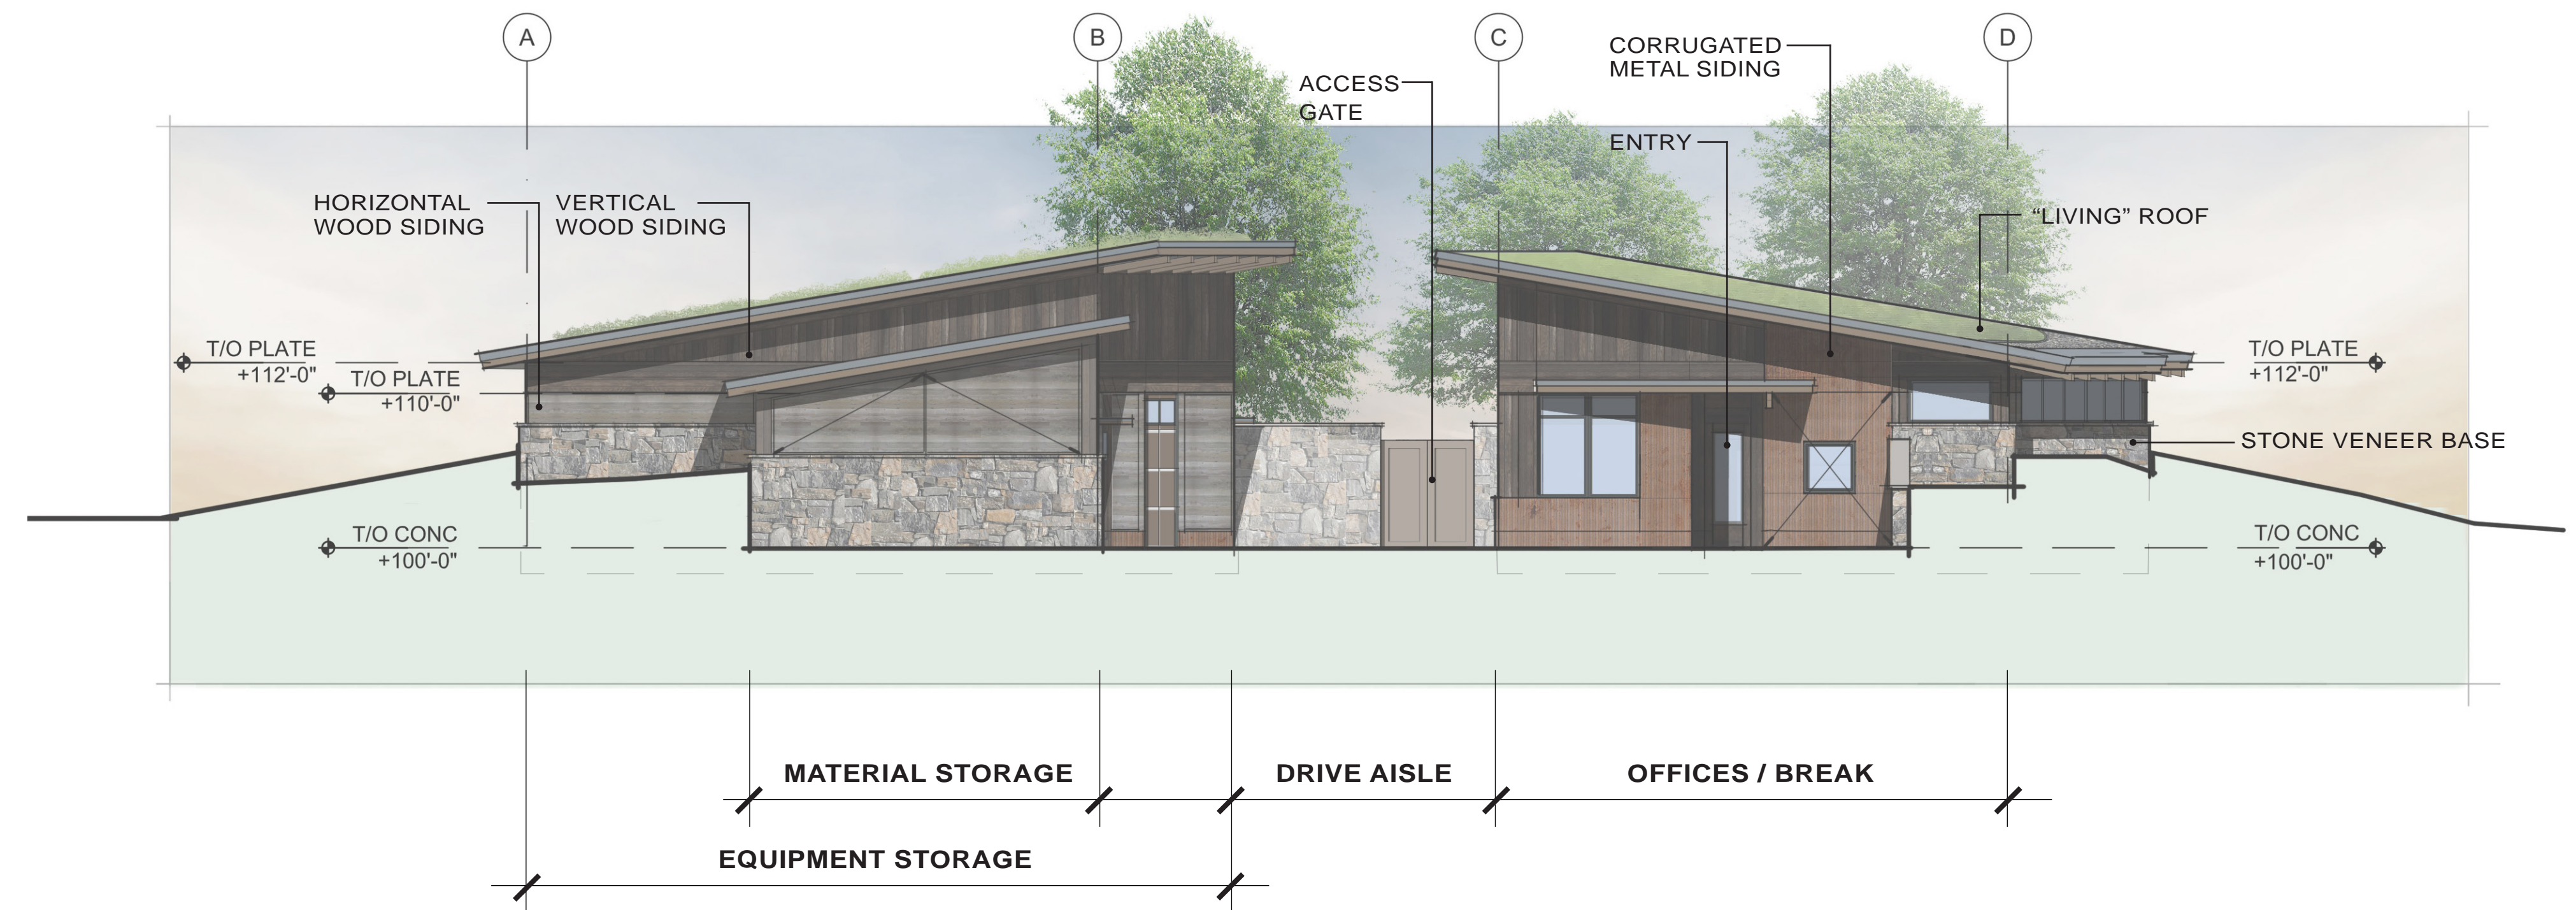 A
B
C
D
CORRUGATED
METAL SIDING
ACCESS
GATE
ENTRY
HORIZONTAL
WOOD SIDING
VERTICAL
WOOD SIDING
“LIVING” ROOF
T/O PLATE
+112'-0"
T/O PLATE
+110'-0"
T/O PLATE
+112'-0"
STONE VENEER BASE
T/O CONC
+100'-0"
T/O CONC
+100'-0"
MATERIAL STORAGE
DRIVE AISLE
OFFICES / BREAK
EQUIPMENT STORAGE